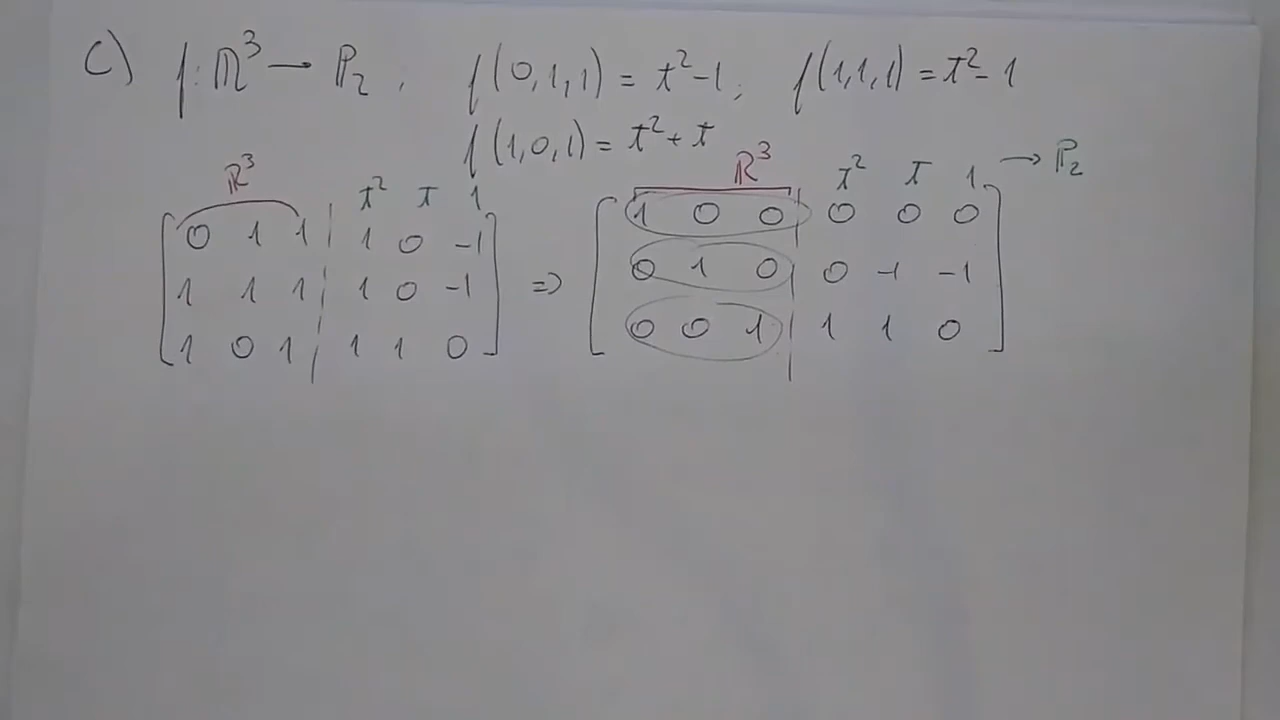 C) f: ℝ³ → P₂, f(0,1,1) = t²-1; f(1,1,1) = t²-1
f(1,0,1) = t²+t
ℝ³ t² t 1 ℝ³ t² t 1 → P₂
0 1 1 | 1 0 -1 1 0 0 | 0 0 0
1 1 1 | 1 0 -1 ⇒ 0 1 0 | 0 -1 -1
1 0 1 | 1 1 0 0 0 1 | 1 1 0